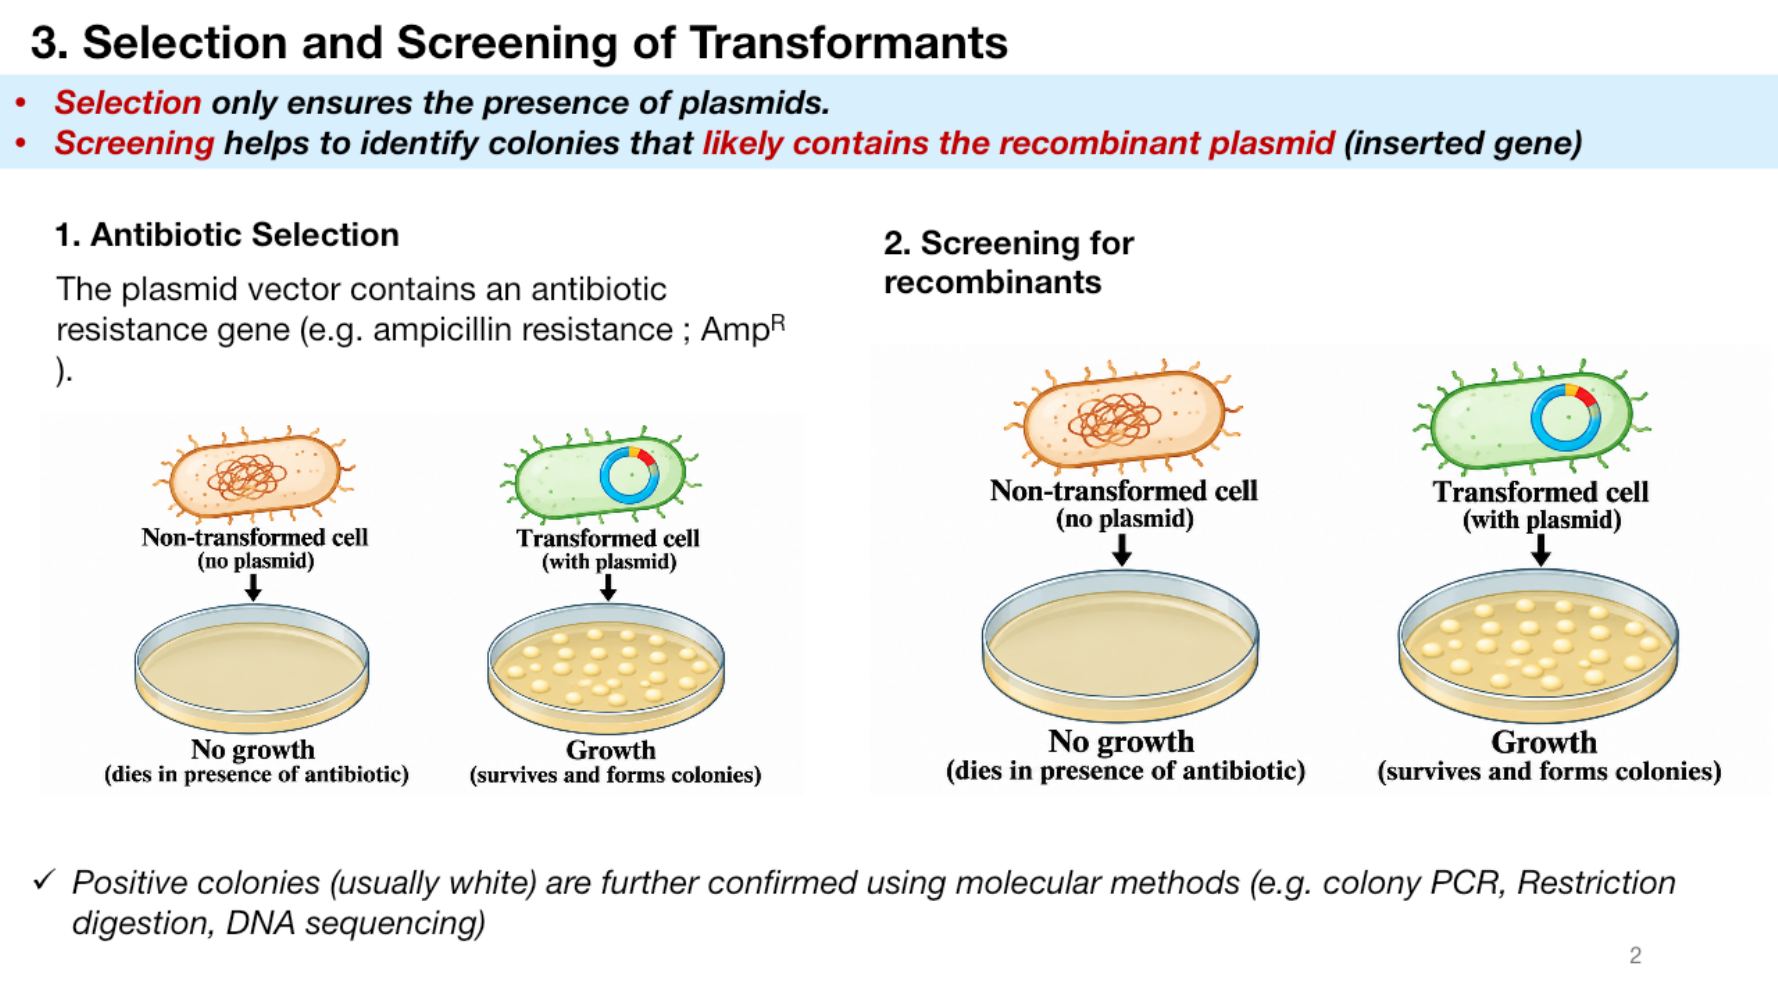 3. Selection and Screening of Transformants
• Selection only ensures the presence of plasmids.
• Screening helps to identify colonies that likely contains the recombinant plasmid (inserted gene)
1. Antibiotic Selection
The plasmid vector contains an antibiotic
resistance gene (e.g. ampicillin resistance ; Ampᴿ
).
Non-transformed cell
(no plasmid)
No growth
(dies in presence of antibiotic)
Transformed cell
(with plasmid)
Growth
(survives and forms colonies)
2. Screening for
recombinants
Non-transformed cell
(no plasmid)
No growth
(dies in presence of antibiotic)
Transformed cell
(with plasmid)
Growth
(survives and forms colonies)
✓ Positive colonies (usually white) are further confirmed using molecular methods (e.g. colony PCR, Restriction
digestion, DNA sequencing)
2